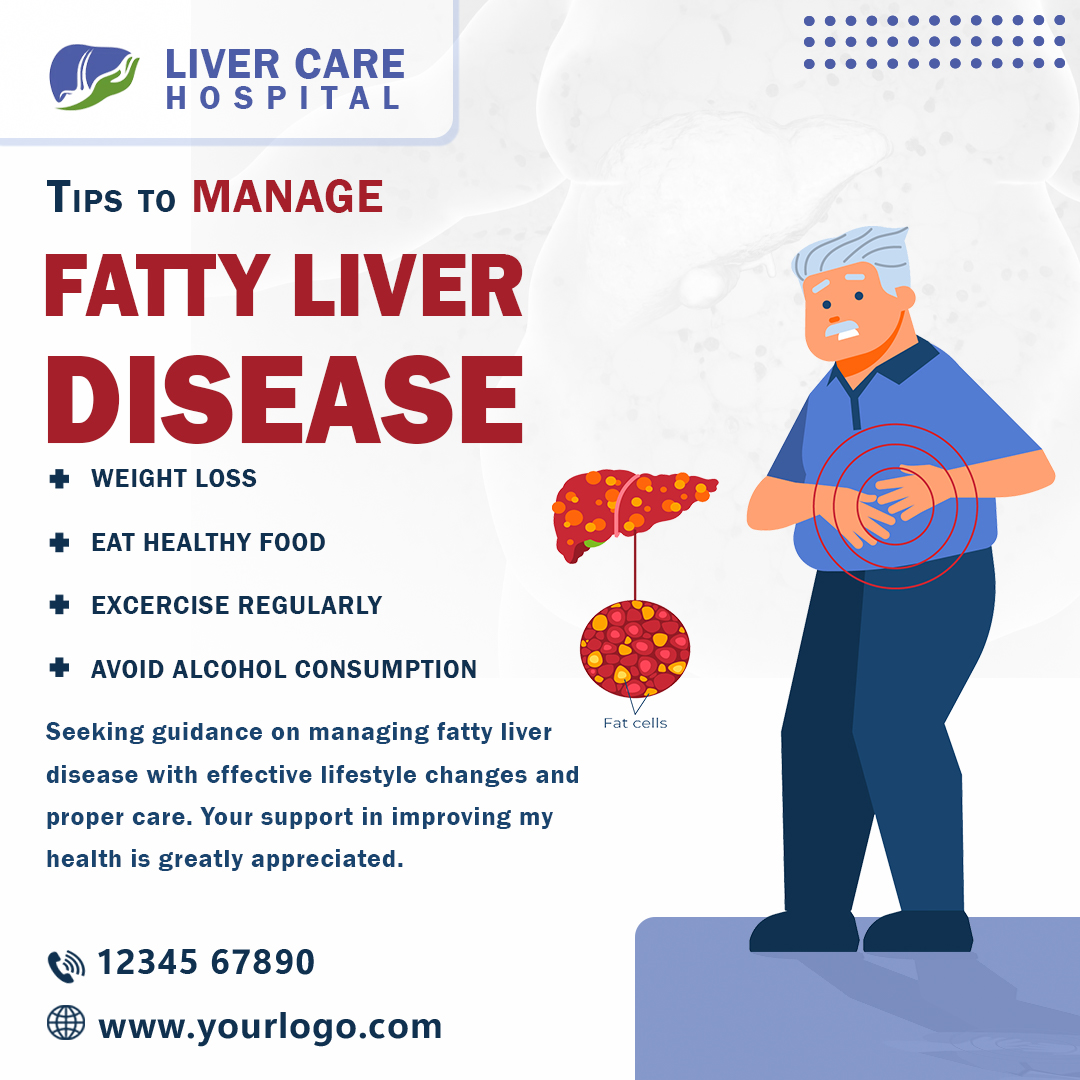 LIVER CARE
HOSPITAL
TIPS TO MANAGE
FATTY LIVER
DISEASE
WEIGHT LOSS
EAT HEALTHY FOOD
EXCERCISE REGULARLY
AVOID ALCOHOL CONSUMPTION
Fat cells
Seeking guidance on managing fatty liver
disease with effective lifestyle changes and
proper care. Your support in improving my
health is greatly appreciated.
12345 67890
www.yourlogo.com